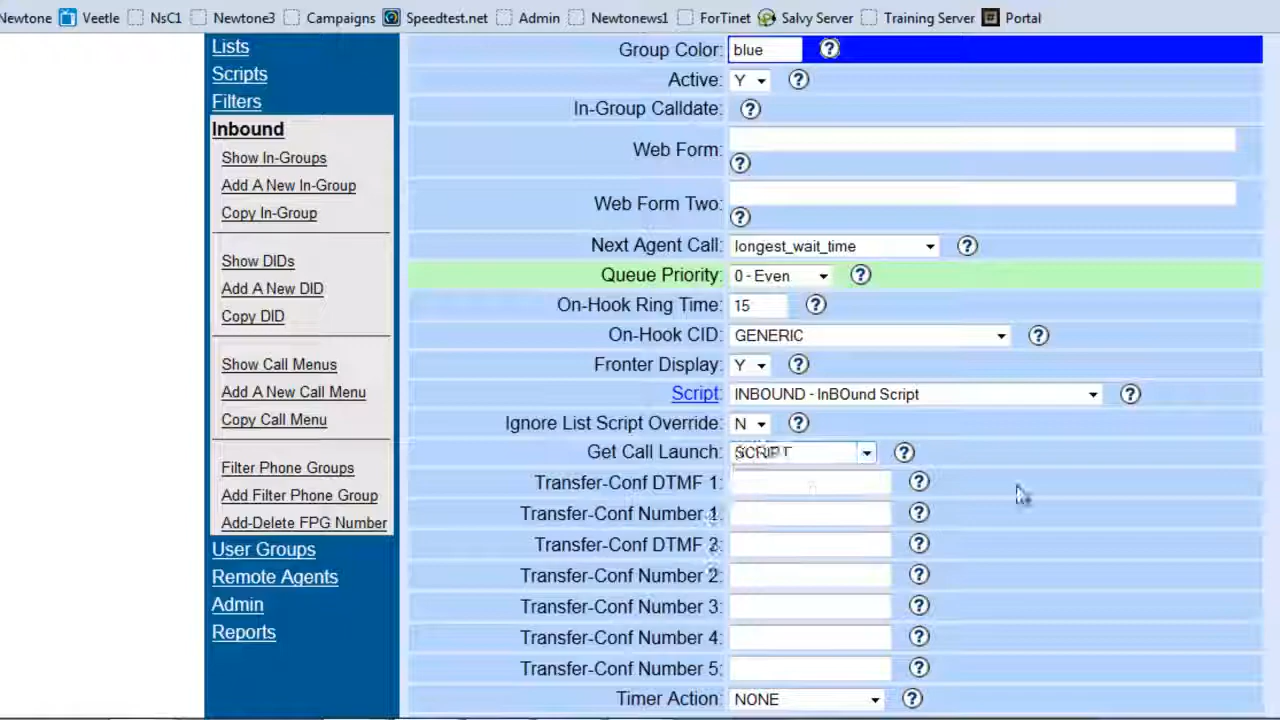 Newtone Veetle NsC1 Newtone3 Campaigns Speedtest.net Admin Newtonews1 ForTinet Salvy Server Training Server Portal
Lists
Scripts
Filters
Inbound
Show In-Groups
Add A New In-Group
Copy In-Group
Show DIDs
Add A New DID
Copy DID
Show Call Menus
Add A New Call Menu
Copy Call Menu
Filter Phone Groups
Add Filter Phone Group
Add-Delete FPG Number
User Groups
Remote Agents
Admin
Reports
Group Color: blue ?
Active: Y ?
In-Group Calldate: ?
Web Form:
?
Web Form Two:
?
Next Agent Call: longest_wait_time ?
Queue Priority: 0 - Even ?
On-Hook Ring Time: 15 ?
On-Hook CID: GENERIC ?
Fronter Display: Y ?
Script: INBOUND - InBOund Script ?
Ignore List Script Override: N ?
Get Call Launch: SCRIPT ?
Transfer-Conf DTMF 1: ?
Transfer-Conf Number 1: ?
Transfer-Conf DTMF 2: ?
Transfer-Conf Number 2: ?
Transfer-Conf Number 3: ?
Transfer-Conf Number 4: ?
Transfer-Conf Number 5: ?
Timer Action: NONE ?